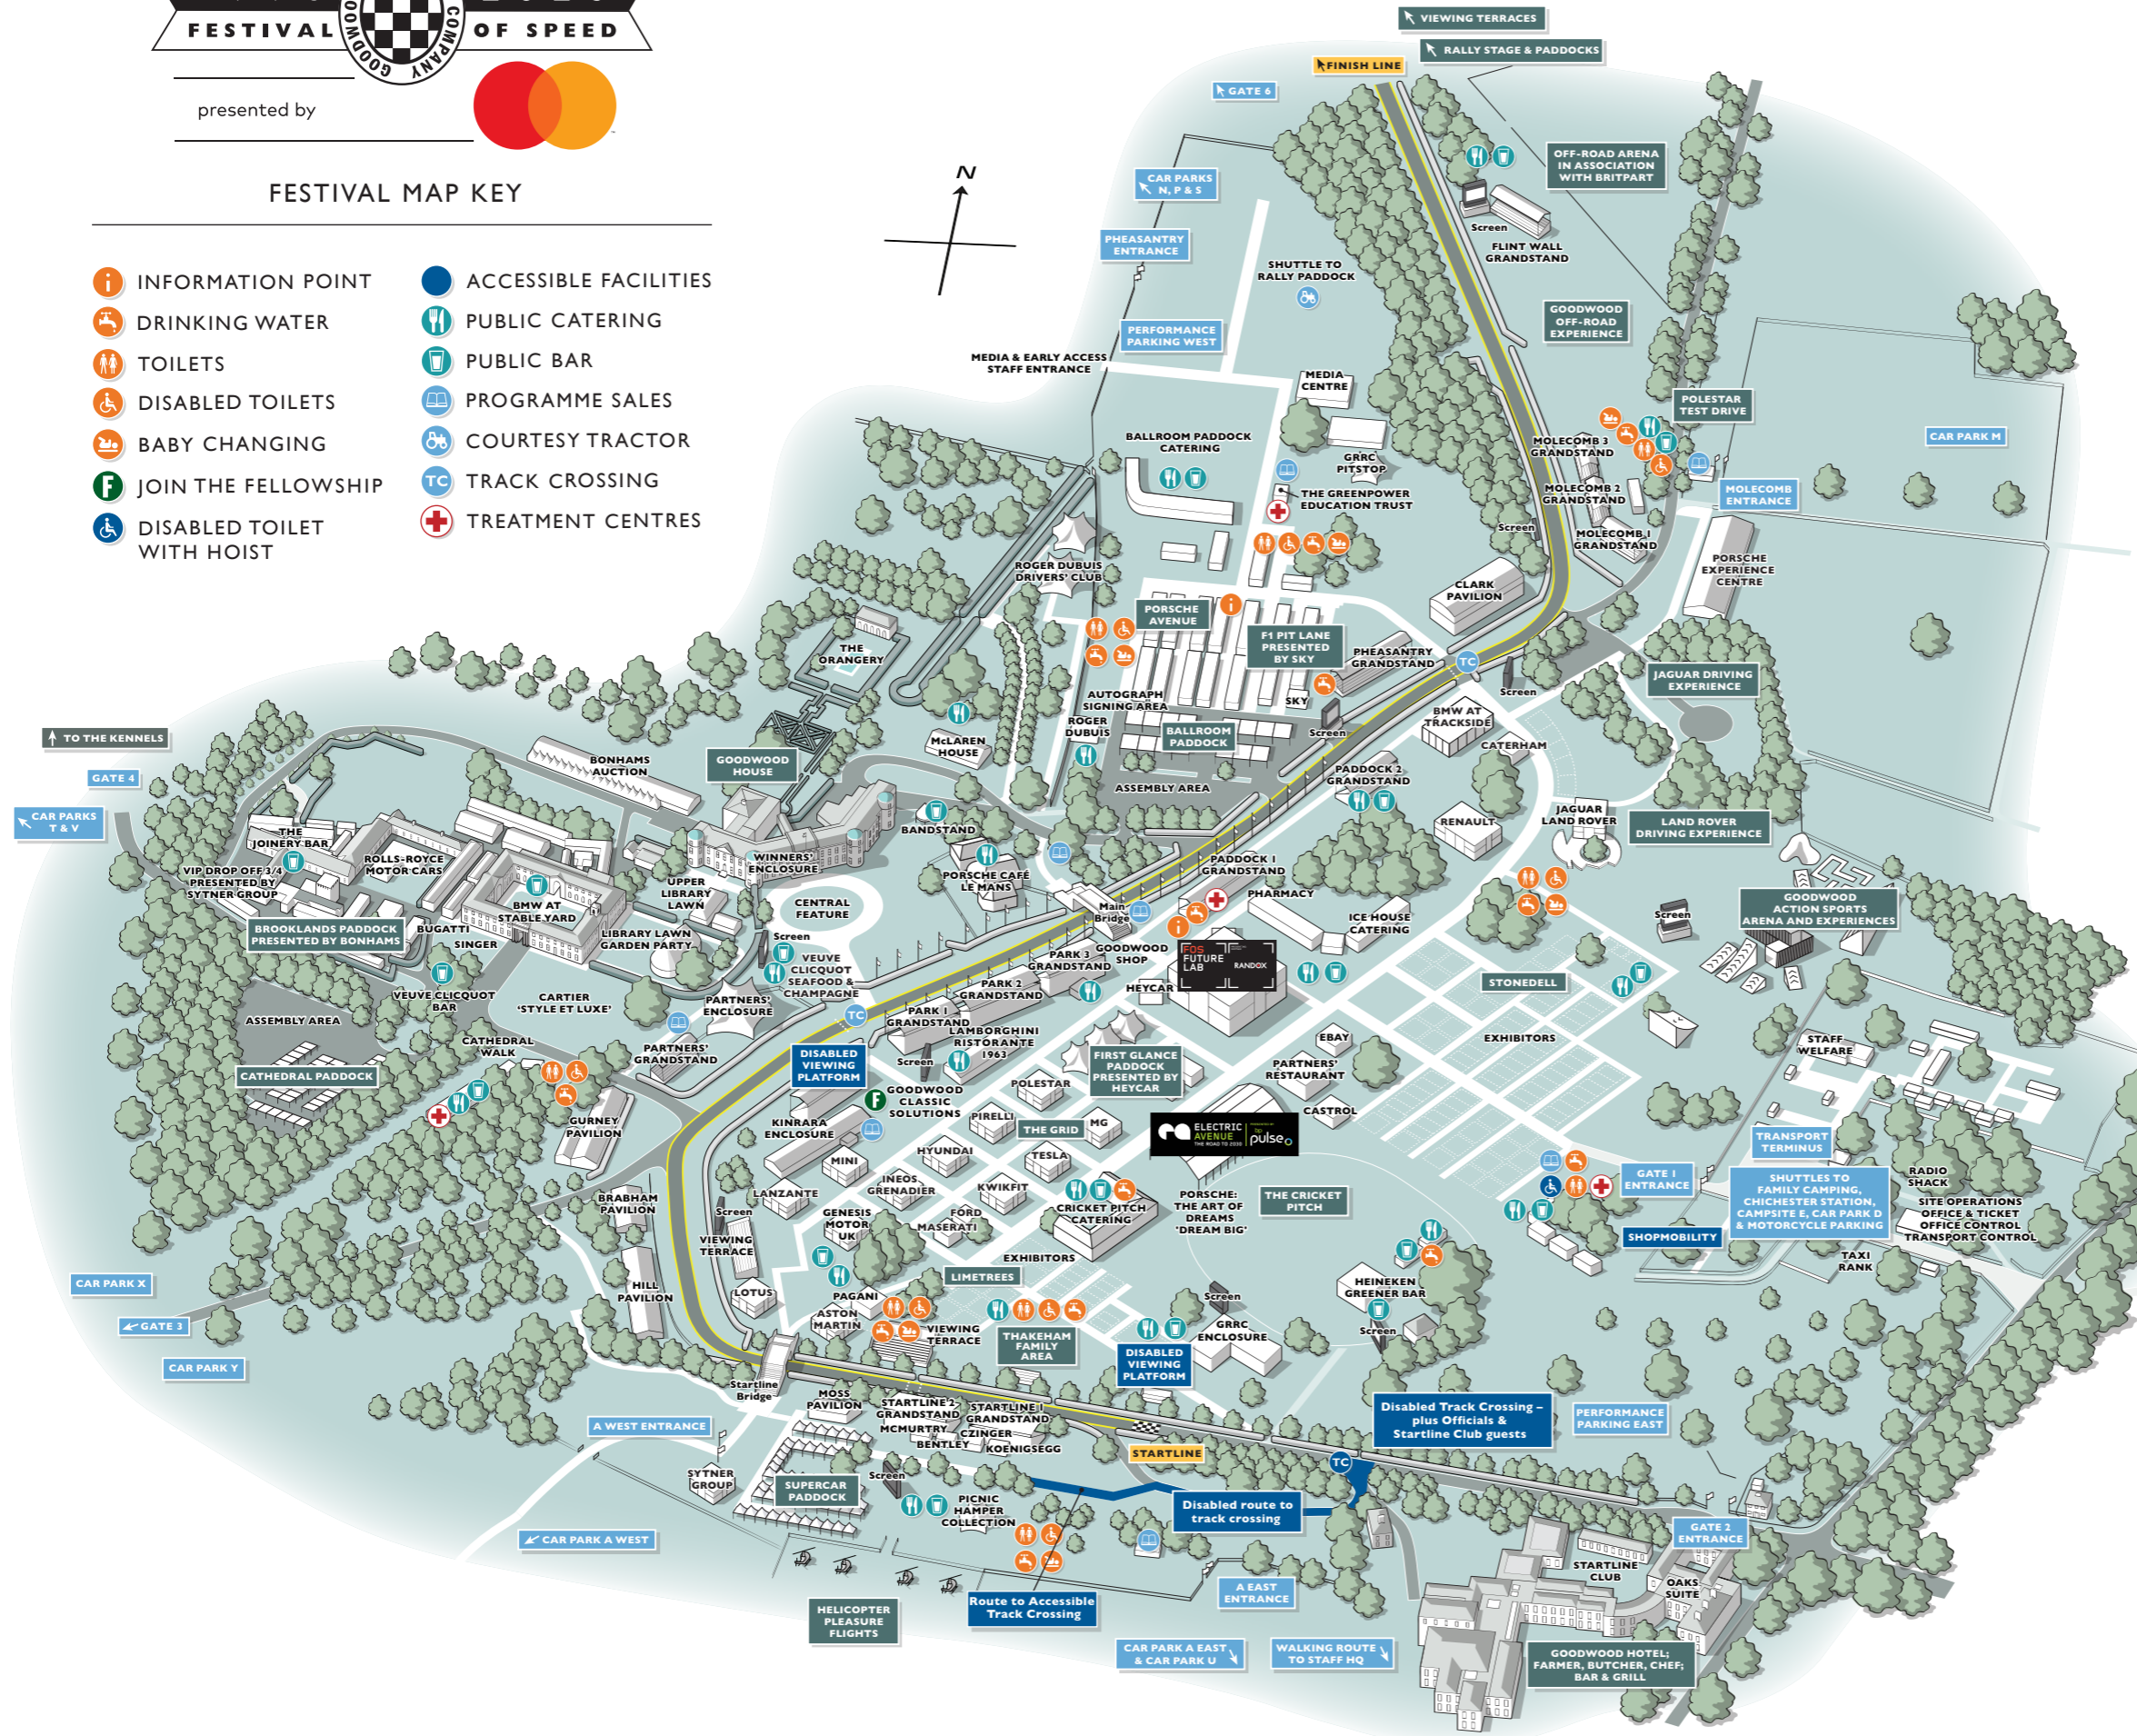 FESTIVAL
OF SPEED
GOODWOOD
COMPANY
presented by
FESTIVAL MAP KEY
INFORMATION POINT
DRINKING WATER
TOILETS
DISABLED TOILETS
BABY CHANGING
F JOIN THE FELLOWSHIP
DISABLED TOILET
WITH HOIST
ACCESSIBLE FACILITIES
PUBLIC CATERING
PUBLIC BAR
PROGRAMME SALES
COURTESY TRACTOR
TC TRACK CROSSING
TREATMENT CENTRES
N
VIEWING TERRACES
RALLY STAGE & PADDOCKS
FINISH LINE
GATE 6
OFF-ROAD ARENA
IN ASSOCIATION
WITH BRITPART
CAR PARKS
N, P & S
PHEASANTRY
ENTRANCE
Screen
FLINT WALL
GRANDSTAND
SHUTTLE TO
RALLY PADDOCK
GOODWOOD
OFF-ROAD
EXPERIENCE
PERFORMANCE
PARKING WEST
MEDIA & EARLY ACCESS
STAFF ENTRANCE
MEDIA
CENTRE
POLESTAR
TEST DRIVE
CAR PARK M
BALLROOM PADDOCK
CATERING
GRRC
PITSTOP
MOLECOMB 3
GRANDSTAND
MOLECOMB 2
GRANDSTAND
MOLECOMB
ENTRANCE
THE GREENPOWER
EDUCATION TRUST
Screen
MOLECOMB 1
GRANDSTAND
PORSCHE
EXPERIENCE
CENTRE
ROGER DUBUIS
DRIVERS' CLUB
CLARK
PAVILION
PORSCHE
AVENUE
F1 PIT LANE
PRESENTED
BY SKY
PHEASANTRY
GRANDSTAND
TC
THE
ORANGERY
JAGUAR DRIVING
EXPERIENCE
Screen
AUTOGRAPH
SIGNING AREA
SKY
BMW AT
TRACKSIDE
ROGER
DUBUIS
BALLROOM
PADDOCK
Screen
CATERHAM
TO THE KENNELS
GATE 4
CAR PARKS
T & V
McLAREN
HOUSE
BONHAMS
AUCTION
GOODWOOD
HOUSE
PADDOCK 2
GRANDSTAND
ASSEMBLY AREA
JAGUAR
LAND ROVER
LAND ROVER
DRIVING EXPERIENCE
RENAULT
BANDSTAND
THE
JOINERY BAR
ROLLS-ROYCE
MOTOR CARS
VIP DROP OFF 3/4
PRESENTED BY
SYTNER GROUP
WINNERS'
ENCLOSURE
PORSCHE CAFÉ
LE MANS
PADDOCK 1
GRANDSTAND
PHARMACY
UPPER
LIBRARY
LAWN
BMW AT
STABLE YARD
CENTRAL
FEATURE
Main
Bridge
ICE HOUSE
CATERING
Screen
GOODWOOD
ACTION SPORTS
ARENA AND EXPERIENCES
BROOKLANDS PADDOCK
PRESENTED BY BONHAMS
BUGATTI
SINGER
LIBRARY LAWN
GARDEN PARTY
Screen
VEUVE
CLICQUOT
SEAFOOD &
CHAMPAGNE
GOODWOOD
SHOP
FOS
FUTURE
LAB
RANDOX
PARK 3
GRANDSTAND
HEYCAR
PARK 2
GRANDSTAND
STONEDELL
VEUVE CLICQUOT
BAR
CARTIER
'STYLE ET LUXE'
PARTNERS'
ENCLOSURE
TC
PARK 1
GRANDSTAND
ASSEMBLY AREA
LAMBORGHINI
RISTORANTE
1963
EBAY
EXHIBITORS
STAFF
WELFARE
CATHEDRAL
WALK
PARTNERS'
GRANDSTAND
Screen
DISABLED
VIEWING
PLATFORM
FIRST GLANCE
PADDOCK
PRESENTED BY
HEYCAR
PARTNERS'
RESTAURANT
CATHEDRAL PADDOCK
POLESTAR
F
GOODWOOD
CLASSIC
SOLUTIONS
CASTROL
GURNEY
PAVILION
KINRARA
ENCLOSURE
PIRELLI
THE GRID
MG
ELECTRIC
AVENUE
THE ROAD TO 2030
bp
pulse
TRANSPORT
TERMINUS
HYUNDAI
TESLA
MINI
GATE 1
ENTRANCE
SHUTTLES TO
FAMILY CAMPING,
CHICHESTER STATION,
CAMPSITE E, CAR PARK D
& MOTORCYCLE PARKING
RADIO
SHACK
INEOS
GRENADIER
KWIKFIT
LANZANTE
BRABHAM
PAVILION
PORSCHE:
THE ART OF
DREAMS
'DREAM BIG'
THE CRICKET
PITCH
SITE OPERATIONS
OFFICE & TICKET
OFFICE CONTROL
TRANSPORT CONTROL
Screen
GENESIS
MOTOR
UK
FORD
MASERATI
CRICKET PITCH
CATERING
VIEWING
TERRACE
SHOPMOBILITY
TAXI
RANK
EXHIBITORS
LIMETREES
HILL
PAVILION
LOTUS
PAGANI
HEINEKEN
GREENER BAR
CAR PARK X
GATE 3
CAR PARK Y
ASTON
MARTIN
VIEWING
TERRACE
THAKEHAM
FAMILY
AREA
Screen
GRRC
ENCLOSURE
Screen
DISABLED
VIEWING
PLATFORM
Startline
Bridge
MOSS
PAVILION
STARTLINE 2
GRANDSTAND
STARTLINE 1
GRANDSTAND
MCMURTRY
CZINGER
BENTLEY
KOENIGSEGG
Disabled Track Crossing –
plus Officials &
Startline Club guests
PERFORMANCE
PARKING EAST
A WEST ENTRANCE
STARTLINE
TC
SYTNER
GROUP
Screen
SUPERCAR
PADDOCK
PICNIC
HAMPER
COLLECTION
Disabled route to
track crossing
CAR PARK A WEST
GATE 2
ENTRANCE
STARTLINE
CLUB
OAKS
SUITE
A EAST
ENTRANCE
HELICOPTER
PLEASURE
FLIGHTS
Route to Accessible
Track Crossing
CAR PARK A EAST
& CAR PARK U
WALKING ROUTE
TO STAFF HQ
GOODWOOD HOTEL;
FARMER, BUTCHER, CHEF;
BAR & GRILL